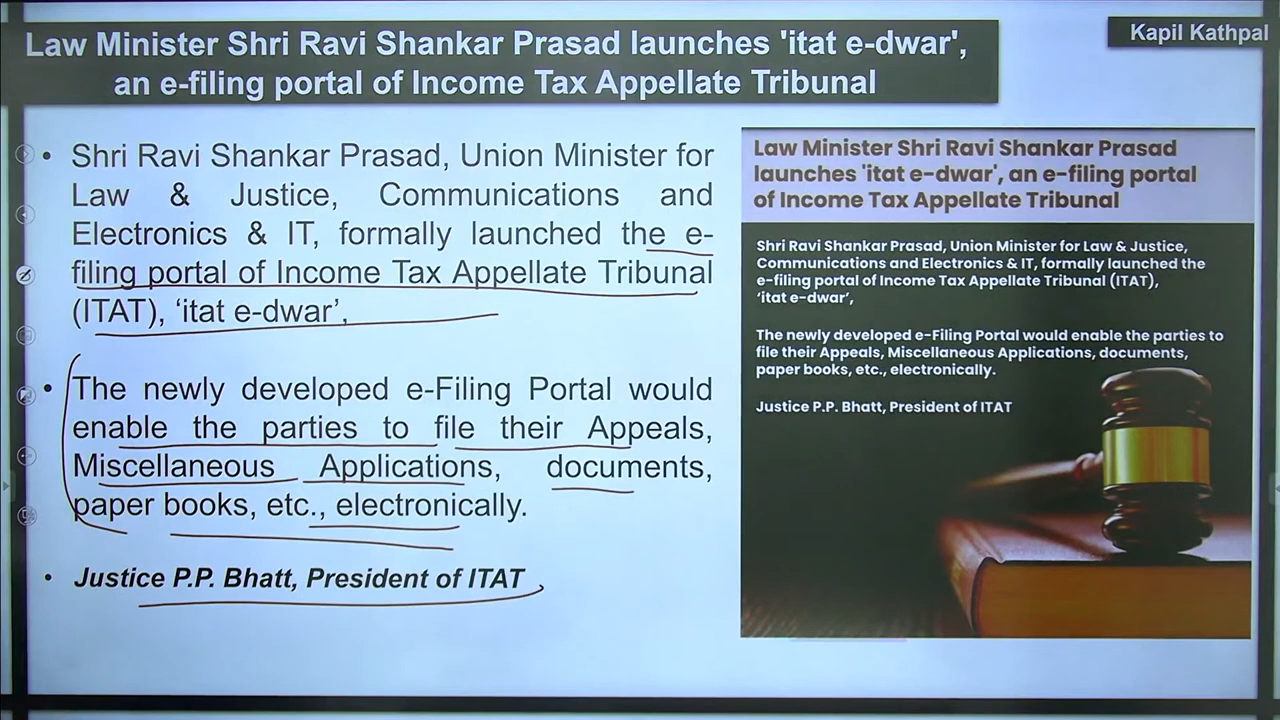 Law Minister Shri Ravi Shankar Prasad launches 'itat e-dwar',
an e-filing portal of Income Tax Appellate Tribunal
Kapil Kathpal
• Shri Ravi Shankar Prasad, Union Minister for
Law & Justice, Communications and
Electronics & IT, formally launched the e-
filing portal of Income Tax Appellate Tribunal
(ITAT), ‘itat e-dwar’,
• The newly developed e-Filing Portal would
enable the parties to file their Appeals,
Miscellaneous Applications, documents,
paper books, etc., electronically.
• Justice P.P. Bhatt, President of ITAT
Law Minister Shri Ravi Shankar Prasad
launches 'itat e-dwar', an e-filing portal
of Income Tax Appellate Tribunal
Shri Ravi Shankar Prasad, Union Minister for Law & Justice,
Communications and Electronics & IT, formally launched the
e-filing portal of Income Tax Appellate Tribunal (ITAT),
‘itat e-dwar’,
The newly developed e-Filing Portal would enable the parties to
file their Appeals, Miscellaneous Applications, documents,
paper books, etc., electronically.
Justice P.P. Bhatt, President of ITAT